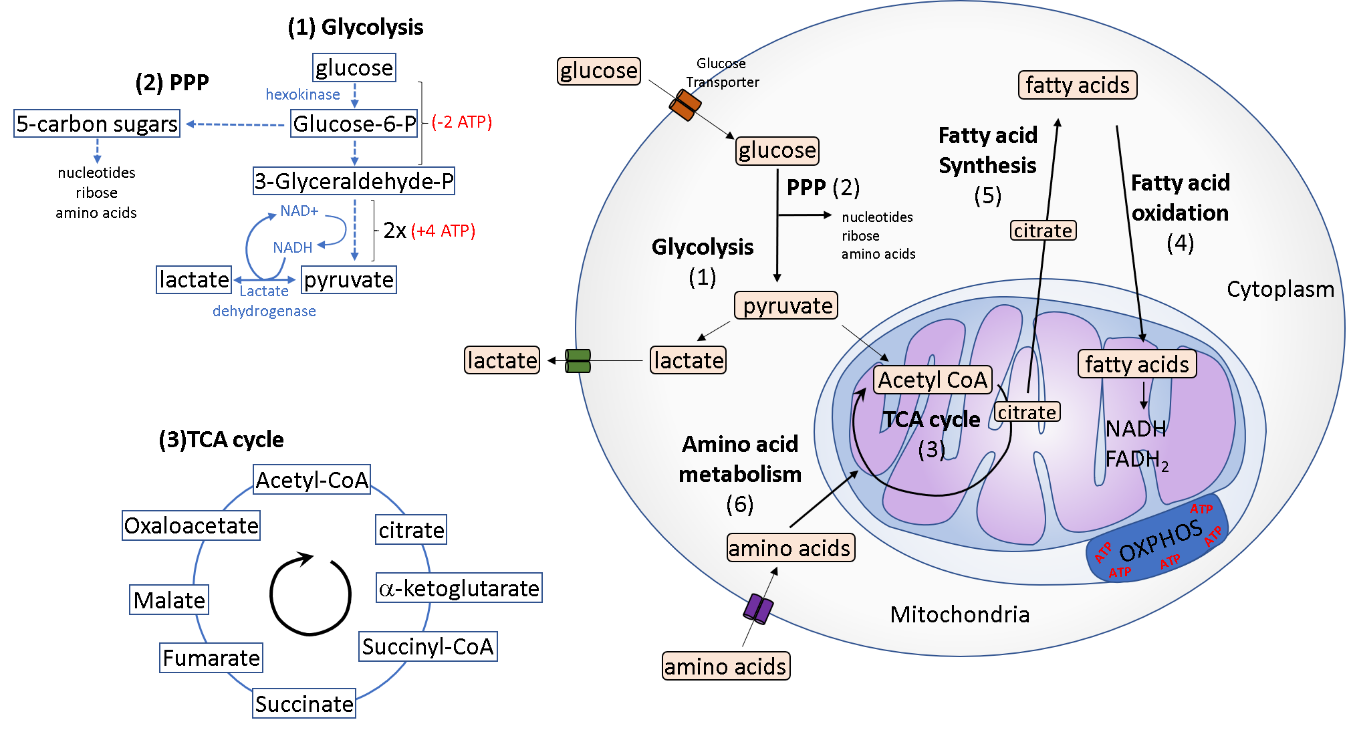 (1) Glycolysis
glucose
hexokinase
(2) PPP
5-carbon sugars
Glucose-6-P
(-2 ATP)
nucleotides
ribose
amino acids
3-Glyceraldehyde-P
NAD+
NADH
2x (+4 ATP)
lactate
pyruvate
Lactate
dehydrogenase
(3)TCA cycle
Acetyl-CoA
Oxaloacetate
citrate
Malate
α-ketoglutarate
Fumarate
Succinyl-CoA
Succinate
glucose
Glucose
Transporter
glucose
PPP (2)
nucleotides
ribose
amino acids
Glycolysis
(1)
pyruvate
lactate
lactate
fatty acids
Fatty acid
Synthesis
(5)
citrate
Fatty acid
oxidation
(4)
Cytoplasm
Acetyl CoA
TCA cycle
(3)
citrate
fatty acids
NADH
FADH₂
Amino acid
metabolism
(6)
amino acids
amino acids
OXPHOS
ATP
ATP
ATP
ATP
ATP
Mitochondria